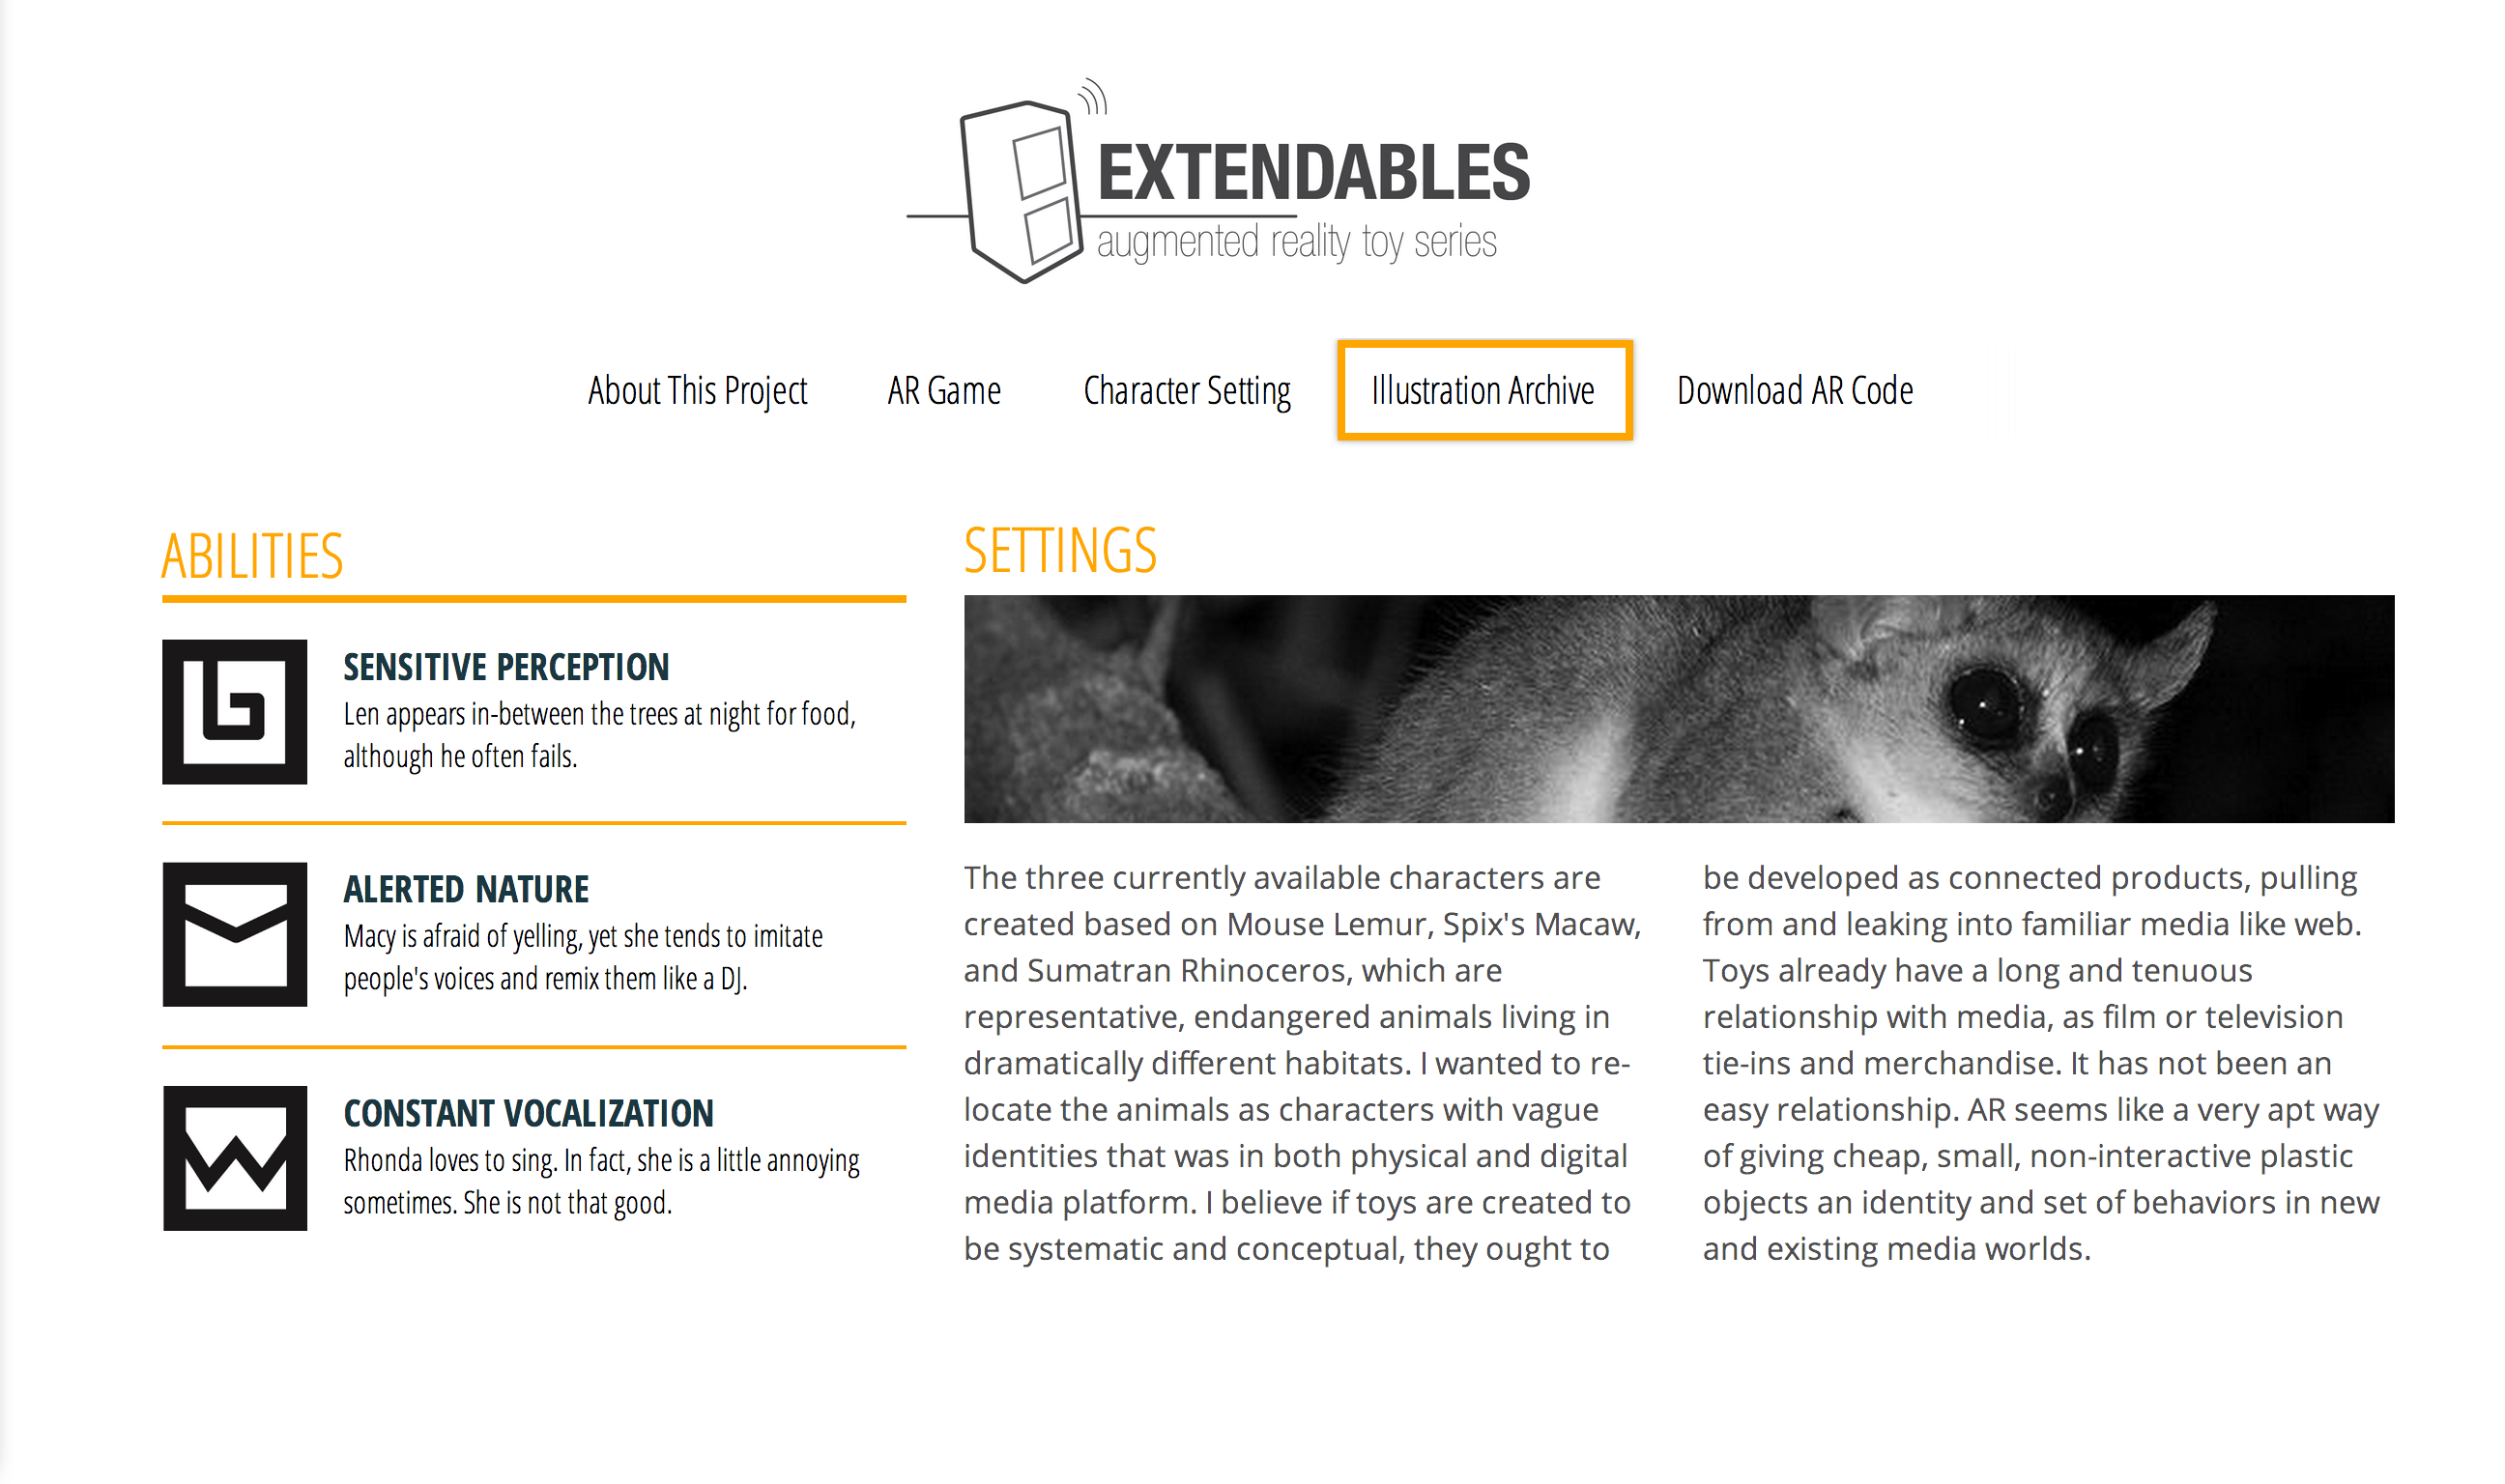 EXTENDABLES
augmented reality toy series
About This Project
AR Game
Character Setting
Illustration Archive
Download AR Code
ABILITIES
SENSITIVE PERCEPTION
Len appears in-between the trees at night for food,
although he often fails.
ALERTED NATURE
Macy is afraid of yelling, yet she tends to imitate
people's voices and remix them like a DJ.
CONSTANT VOCALIZATION
Rhonda loves to sing. In fact, she is a little annoying
sometimes. She is not that good.
SETTINGS
The three currently available characters are
created based on Mouse Lemur, Spix's Macaw,
and Sumatran Rhinoceros, which are
representative, endangered animals living in
dramatically different habitats. I wanted to re-
locate the animals as characters with vague
identities that was in both physical and digital
media platform. I believe if toys are created to
be systematic and conceptual, they ought to
be developed as connected products, pulling
from and leaking into familiar media like web.
Toys already have a long and tenuous
relationship with media, as film or television
tie-ins and merchandise. It has not been an
easy relationship. AR seems like a very apt way
of giving cheap, small, non-interactive plastic
objects an identity and set of behaviors in new
and existing media worlds.